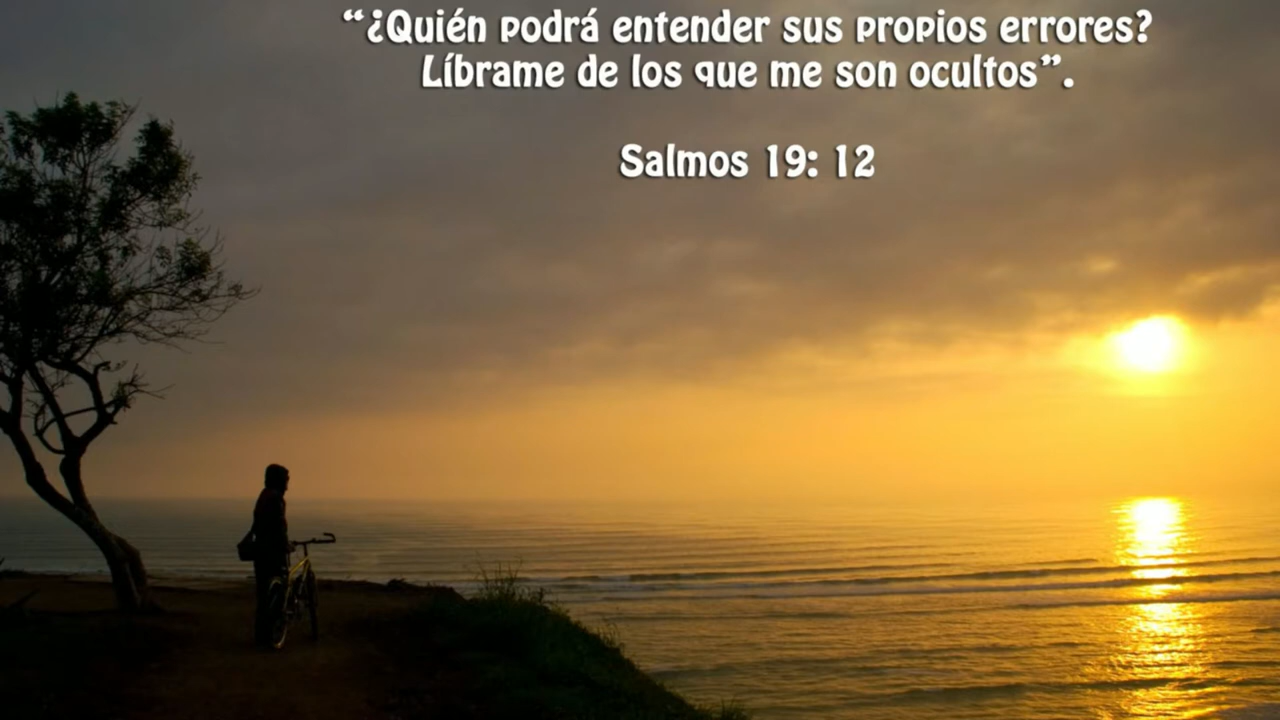 “¿Quién podrá entender sus propios errores?
Líbrame de los que me son ocultos”.
Salmos 19: 12